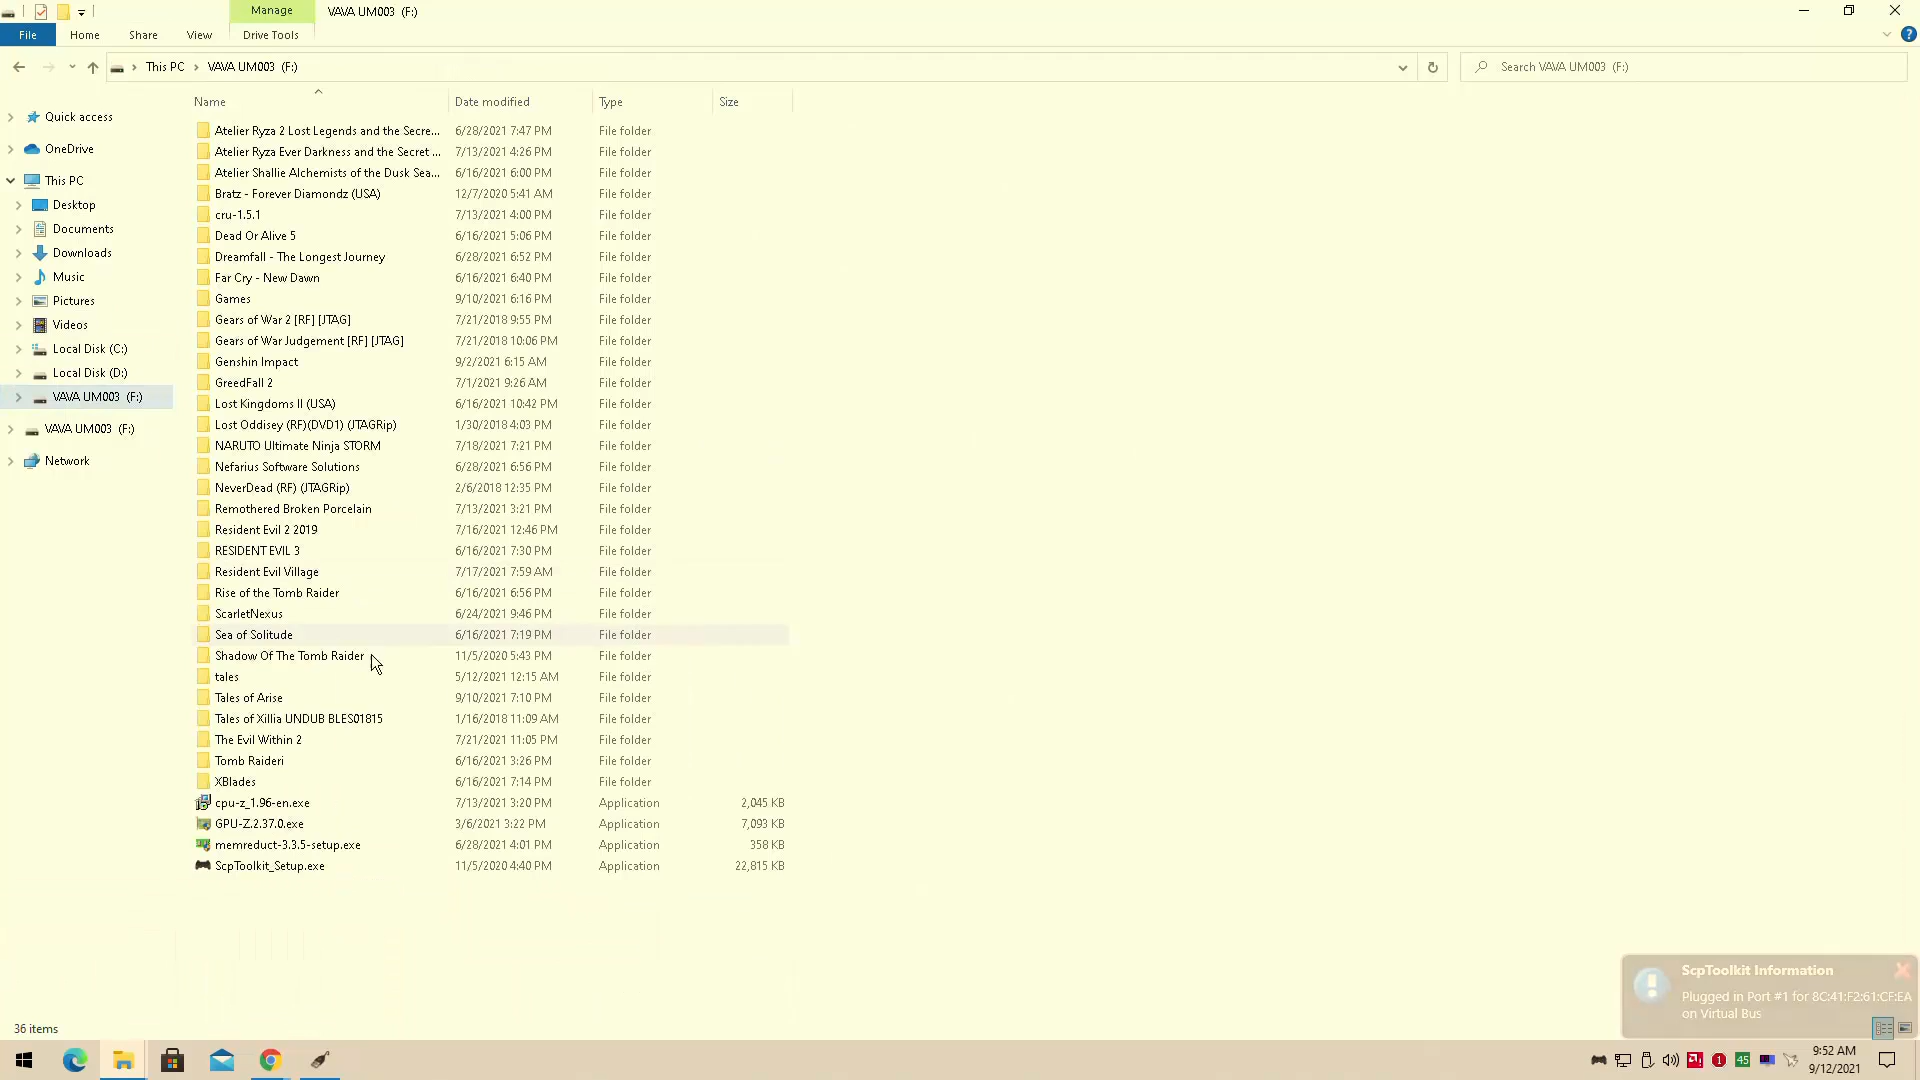 Manage
VAVA UM003 (F:)
File
Home
Share
View
Drive Tools
This PC
VAVA UM003 (F:)
Search VAVA UM003 (F:)
Name
Date modified
Type
Size
Quick access
OneDrive
This PC
Desktop
Documents
Downloads
Music
Pictures
Videos
Local Disk (C:)
Local Disk (D:)
VAVA UM003 (F:)
VAVA UM003 (F:)
Network
Atelier Ryza 2 Lost Legends and the Secre... 6/28/2021 7:47 PM File folder
Atelier Ryza Ever Darkness and the Secret ... 7/13/2021 4:26 PM File folder
Atelier Shallie Alchemists of the Dusk Sea... 6/16/2021 6:00 PM File folder
Bratz - Forever Diamondz (USA) 12/7/2020 5:41 AM File folder
cru-1.5.1 7/13/2021 4:00 PM File folder
Dead Or Alive 5 6/16/2021 5:06 PM File folder
Dreamfall - The Longest Journey 6/28/2021 6:52 PM File folder
Far Cry - New Dawn 6/16/2021 6:40 PM File folder
Games 9/10/2021 6:16 PM File folder
Gears of War 2 [RF] [JTAG] 7/21/2018 9:55 PM File folder
Gears of War Judgement [RF] [JTAG] 7/21/2018 10:06 PM File folder
Genshin Impact 9/2/2021 6:15 AM File folder
GreedFall 2 7/1/2021 9:26 AM File folder
Lost Kingdoms II (USA) 6/16/2021 10:42 PM File folder
Lost Oddisey (RF)(DVD1) (JTAGRip) 1/30/2018 4:03 PM File folder
NARUTO Ultimate Ninja STORM 7/18/2021 7:21 PM File folder
Nefarius Software Solutions 6/28/2021 6:56 PM File folder
NeverDead (RF) (JTAGRip) 2/6/2018 12:35 PM File folder
Remothered Broken Porcelain 7/13/2021 3:21 PM File folder
Resident Evil 2 2019 7/16/2021 12:46 PM File folder
RESIDENT EVIL 3 6/16/2021 7:30 PM File folder
Resident Evil Village 7/17/2021 7:59 AM File folder
Rise of the Tomb Raider 6/16/2021 6:56 PM File folder
ScarletNexus 6/24/2021 9:46 PM File folder
Sea of Solitude 6/16/2021 7:19 PM File folder
Shadow Of The Tomb Raider 11/5/2020 5:43 PM File folder
tales 5/12/2021 12:15 AM File folder
Tales of Arise 9/10/2021 7:10 PM File folder
Tales of Xillia UNDUB BLES01815 1/16/2018 11:09 AM File folder
The Evil Within 2 7/21/2021 11:05 PM File folder
Tomb Raideri 6/16/2021 3:26 PM File folder
XBlades 6/16/2021 7:14 PM File folder
cpu-z_1.96-en.exe 7/13/2021 3:20 PM Application 2,045 KB
GPU-Z.2.37.0.exe 3/6/2021 3:22 PM Application 7,093 KB
memreduct-3.3.5-setup.exe 6/28/2021 4:01 PM Application 358 KB
ScpToolkit_Setup.exe 11/5/2020 4:40 PM Application 22,815 KB
ScpToolkit Information
Plugged in Port #1 for 8C:41:F2:61:CF:EA
on Virtual Bus
36 items
1
45
9:52 AM
9/12/2021